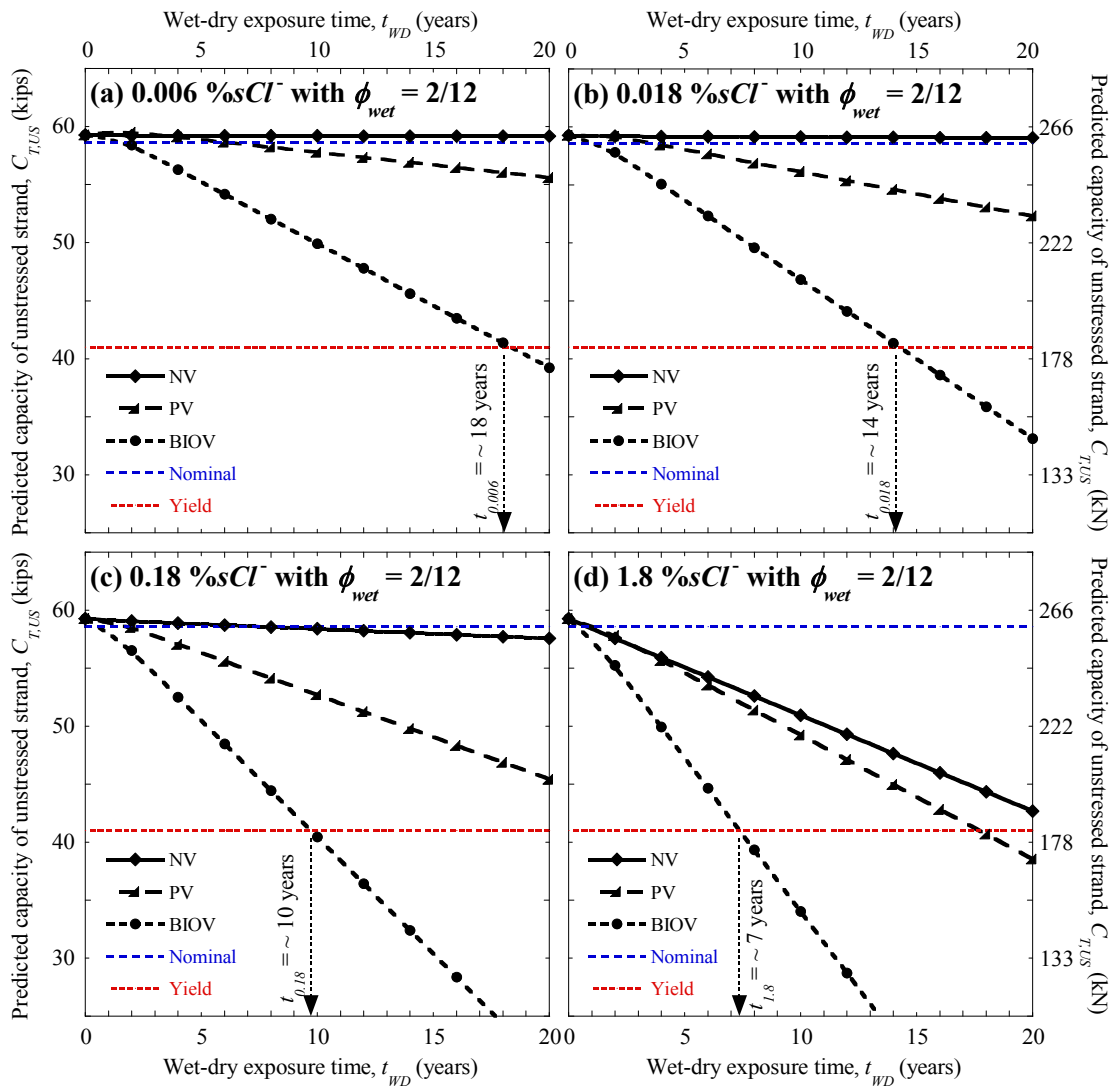 Wet-dry exposure time, t_WD (years)
Wet-dry exposure time, t_WD (years)
0 5 10 15 20
0 5 10 15 20
Predicted capacity of unstressed strand, C_T,US (kips)
60
50
40
30
(a) 0.006 %sCl⁻ with ϕ_wet = 2/12
NV
PV
BIOV
Nominal
Yield
t_0.006 = ~ 18 years
(b) 0.018 %sCl⁻ with ϕ_wet = 2/12
NV
PV
BIOV
Nominal
Yield
t_0.018 = ~ 14 years
266
222
178
133
Predicted capacity of unstressed strand, C_T,US (kN)
Predicted capacity of unstressed strand, C_T,US (kips)
60
50
40
30
(c) 0.18 %sCl⁻ with ϕ_wet = 2/12
NV
PV
BIOV
Nominal
Yield
t_0.18 = ~ 10 years
(d) 1.8 %sCl⁻ with ϕ_wet = 2/12
NV
PV
BIOV
Nominal
Yield
t_1.8 = ~ 7 years
266
222
178
133
Predicted capacity of unstressed strand, C_T,US (kN)
0 5 10 15 20
0 5 10 15 20
Wet-dry exposure time, t_WD (years)
Wet-dry exposure time, t_WD (years)